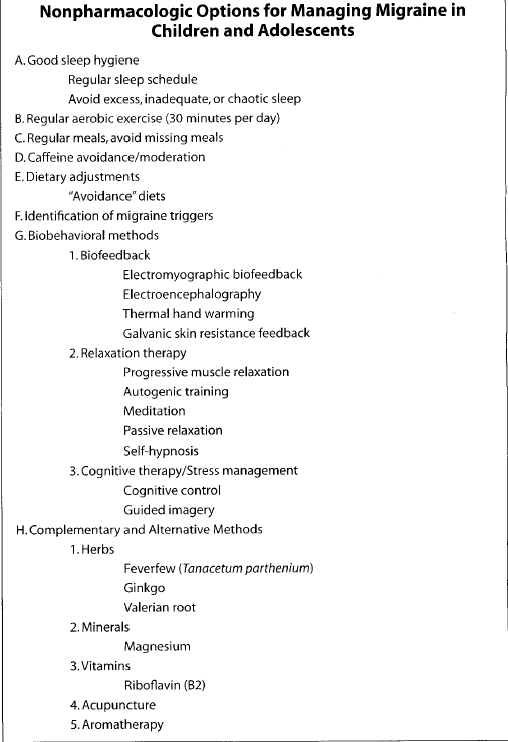 Nonpharmacologic Options for Managing Migraine in
Children and Adolescents
A. Good sleep hygiene
Regular sleep schedule
Avoid excess, inadequate, or chaotic sleep
B. Regular aerobic exercise (30 minutes per day)
C. Regular meals, avoid missing meals
D. Caffeine avoidance/moderation
E. Dietary adjustments
"Avoidance" diets
F. Identification of migraine triggers
G. Biobehavioral methods
1. Biofeedback
Electromyographic biofeedback
Electroencephalography
Thermal hand warming
Galvanic skin resistance feedback
2. Relaxation therapy
Progressive muscle relaxation
Autogenic training
Meditation
Passive relaxation
Self-hypnosis
3. Cognitive therapy/Stress management
Cognitive control
Guided imagery
H. Complementary and Alternative Methods
1. Herbs
Feverfew (Tanacetum parthenium)
Ginkgo
Valerian root
2. Minerals
Magnesium
3. Vitamins
Riboflavin (B2)
4. Acupuncture
5. Aromatherapy